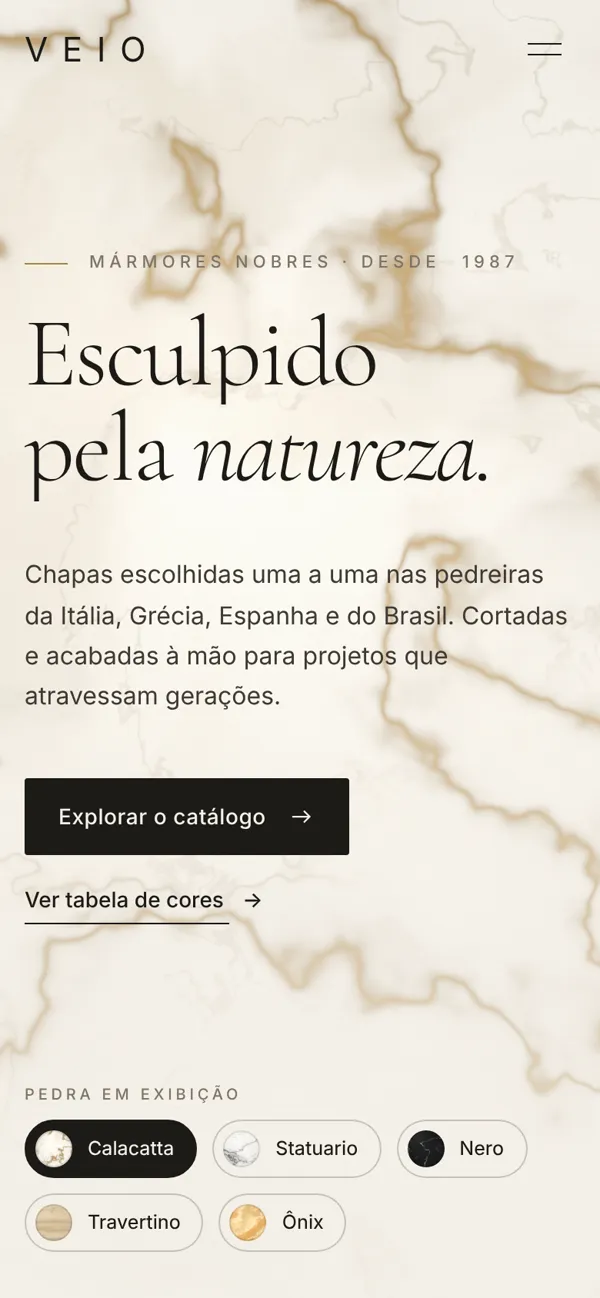 VEIO
MÁRMORES NOBRES · DESDE 1987
Esculpido
pela natureza.
Chapas escolhidas uma a uma nas pedreiras
da Itália, Grécia, Espanha e do Brasil. Cortadas
e acabadas à mão para projetos que
atravessam gerações.
Explorar o catálogo →
Ver tabela de cores →
PEDRA EM EXIBIÇÃO
Calacatta Statuario Nero
Travertino Ônix